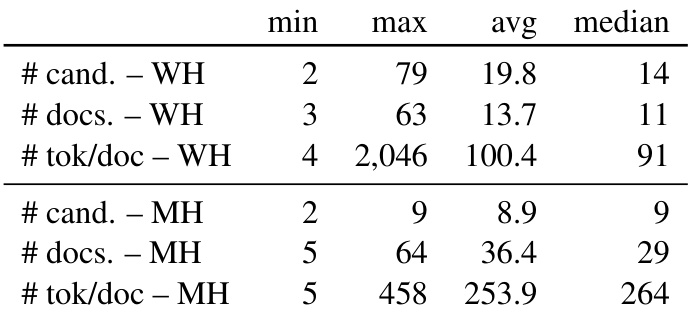 min max avg median
# cand. – WH 2 79 19.8 14
# docs. – WH 3 63 13.7 11
# tok/doc – WH 4 2,046 100.4 91
# cand. – MH 2 9 8.9 9
# docs. – MH 5 64 36.4 29
# tok/doc – MH 5 458 253.9 264